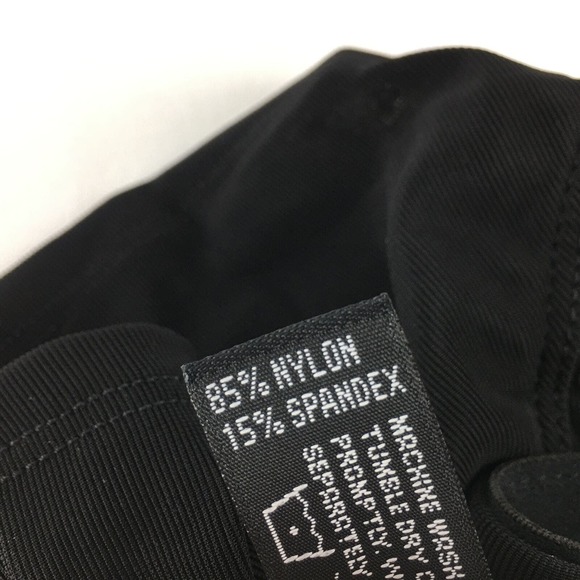 85% NYLON
15% SPANDEX
MACHINE WASH
TUMBLE DRY
PROMPTLY
SEPARATELY